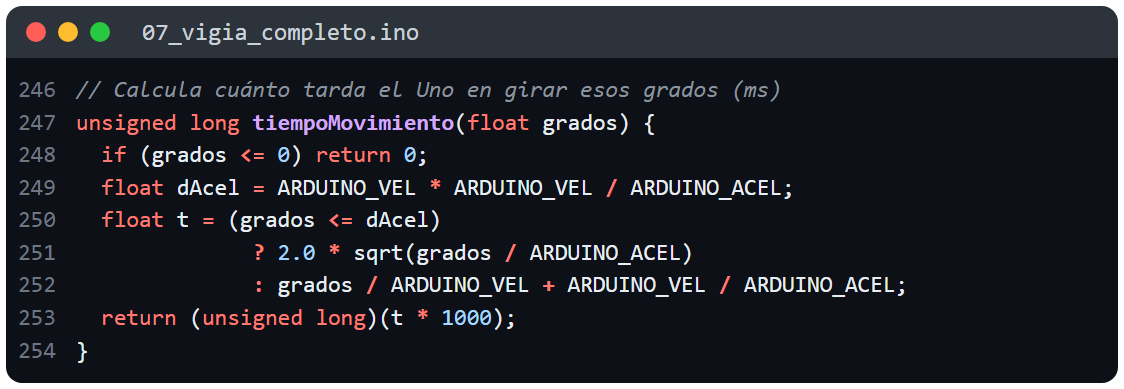 07_vigia_completo.ino
246 // Calcula cuánto tarda el Uno en girar esos grados (ms)
247 unsigned long tiempoMovimiento(float grados) {
248   if (grados <= 0) return 0;
249   float dAcel = ARDUINO_VEL * ARDUINO_VEL / ARDUINO_ACEL;
250   float t = (grados <= dAcel)
251               ? 2.0 * sqrt(grados / ARDUINO_ACEL)
252               : grados / ARDUINO_VEL + ARDUINO_VEL / ARDUINO_ACEL;
253   return (unsigned long)(t * 1000);
254 }